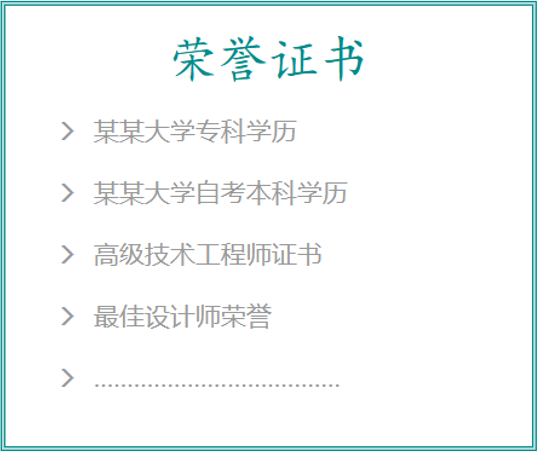 荣誉证书
某某大学专科学历
某某大学自考本科学历
高级技术工程师证书
最佳设计师荣誉
.....................................